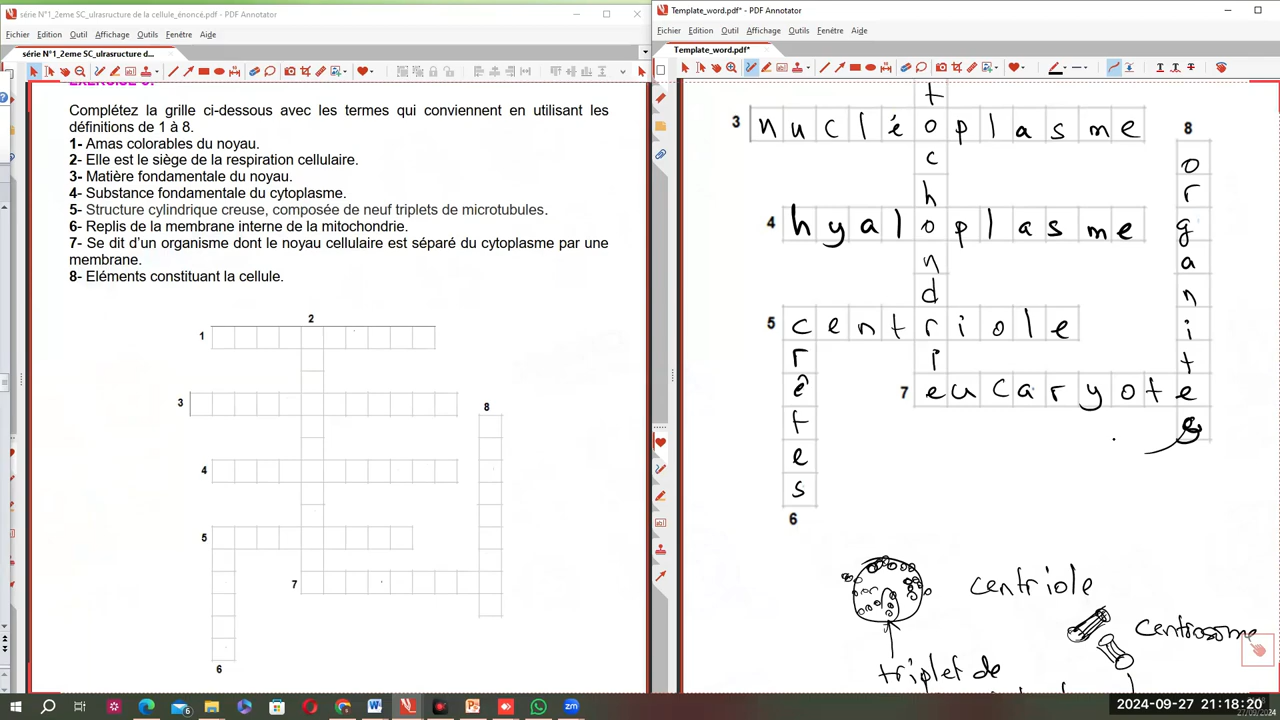 série N°1_2eme SC_ulrasructure de la cellule_énoncé.pdf - PDF Annotator
Fichier Edition Outil Affichage Outils Fenêtre Aide
série N°1_2eme SC_ulrasructure d...
Complétez la grille ci-dessous avec les termes qui conviennent en utilisant les
définitions de 1 à 8.
1- Amas colorables du noyau.
2- Elle est le siège de la respiration cellulaire.
3- Matière fondamentale du noyau.
4- Substance fondamentale du cytoplasme.
5- Structure cylindrique creuse, composée de neuf triplets de microtubules.
6- Replis de la membrane interne de la mitochondrie.
7- Se dit d'un organisme dont le noyau cellulaire est séparé du cytoplasme par une
membrane.
8- Eléments constituant la cellule.
2
1
3
8
4
5
7
6
Template_word.pdf* - PDF Annotator
Fichier Edition Outil Affichage Outils Fenêtre Aide
Template_word.pdf*
t
3 nucléoplasme
8
c
h
4 hyaloplasme
n
d
5 centriole
i
7 eucaryote
crêtes
organites
6
centriole
centrosome
triplet de
2024-09-27 21:18:20